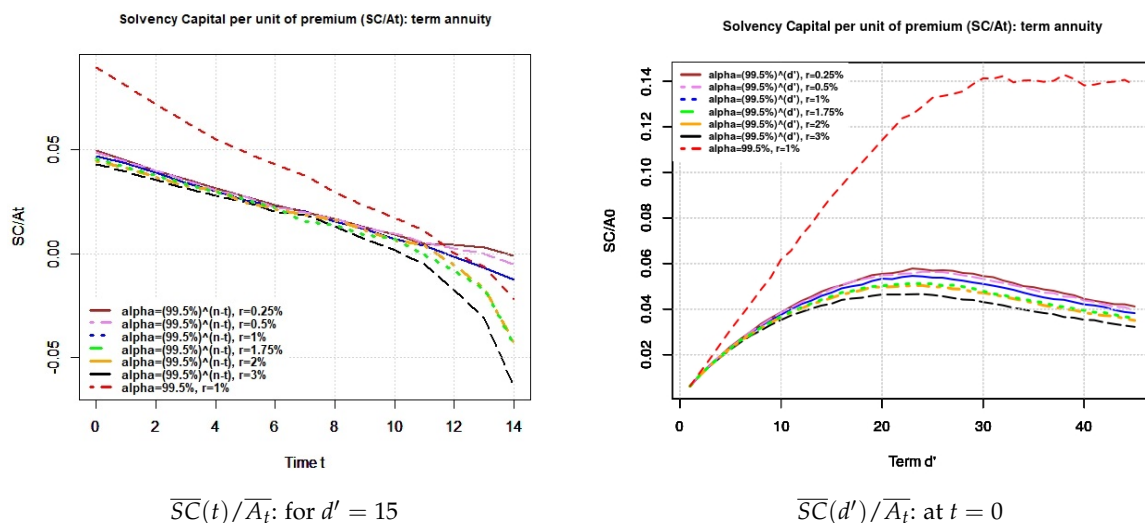 Solvency Capital per unit of premium (SC/At): term annuity
SC/At
0.05
0.00
-0.05
alpha=(99.5%)^(n-t), r=0.25%
alpha=(99.5%)^(n-t), r=0.5%
alpha=(99.5%)^(n-t), r=1%
alpha=(99.5%)^(n-t), r=1.75%
alpha=(99.5%)^(n-t), r=2%
alpha=(99.5%)^(n-t), r=3%
alpha=99.5%, r=1%
0 2 4 6 8 10 12 14
Time t
SC(t)/At: for d′ = 15
Solvency Capital per unit of premium (SC/At): term annuity
SC/A0
0.14
0.12
0.10
0.08
0.06
0.04
0.02
alpha=(99.5%)^(d'), r=0.25%
alpha=(99.5%)^(d'), r=0.5%
alpha=(99.5%)^(d'), r=1%
alpha=(99.5%)^(d'), r=1.75%
alpha=(99.5%)^(d'), r=2%
alpha=(99.5%)^(d'), r=3%
alpha=99.5%, r=1%
0 10 20 30 40
Term d'
SC(d′)/At: at t = 0